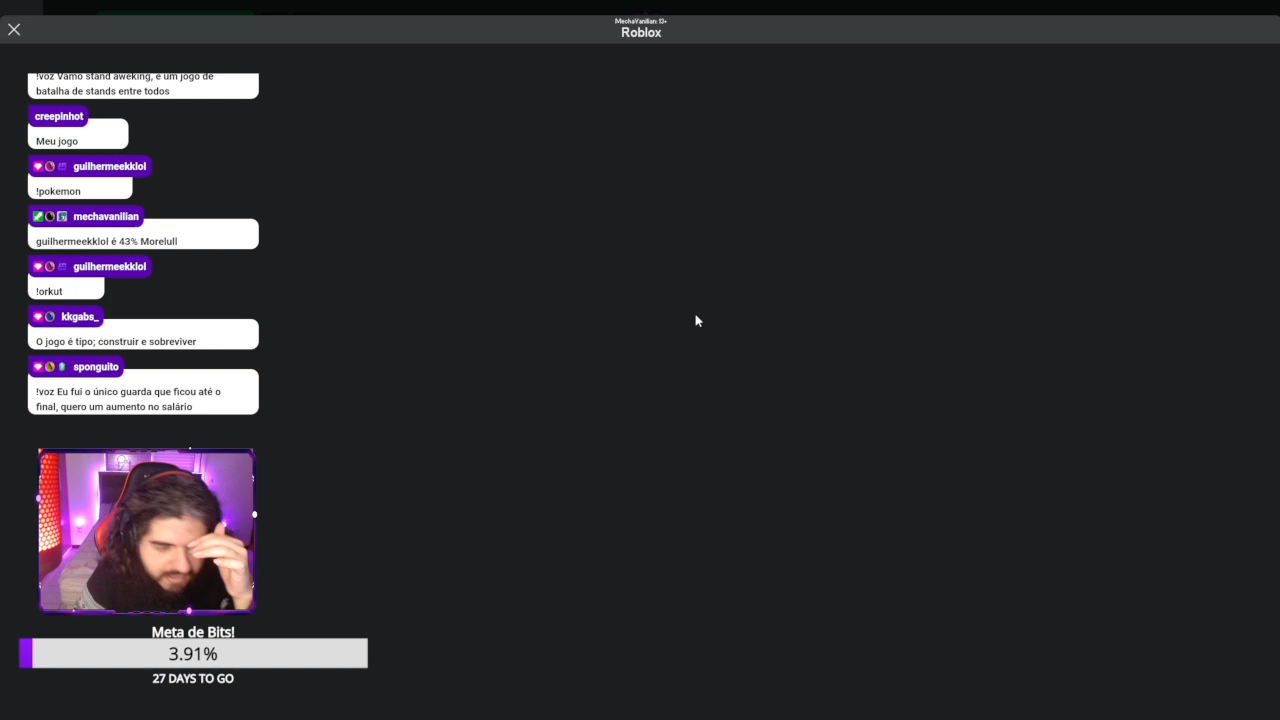 MechaVanilian: 13+
Roblox
!voz Vamo stand aweking, e um jogo de
batalha de stands entre todos
creepinhot
Meu jogo
guilhermeekklol
!pokemon
mechavanilian
guilhermeekklol é 43% Morelull
guilhermeekklol
!orkut
kkgabs_
O jogo é tipo; construir e sobreviver
sponguito
!voz Eu fui o único guarda que ficou até o
final, quero um aumento no salário
Meta de Bits!
3.91%
27 DAYS TO GO